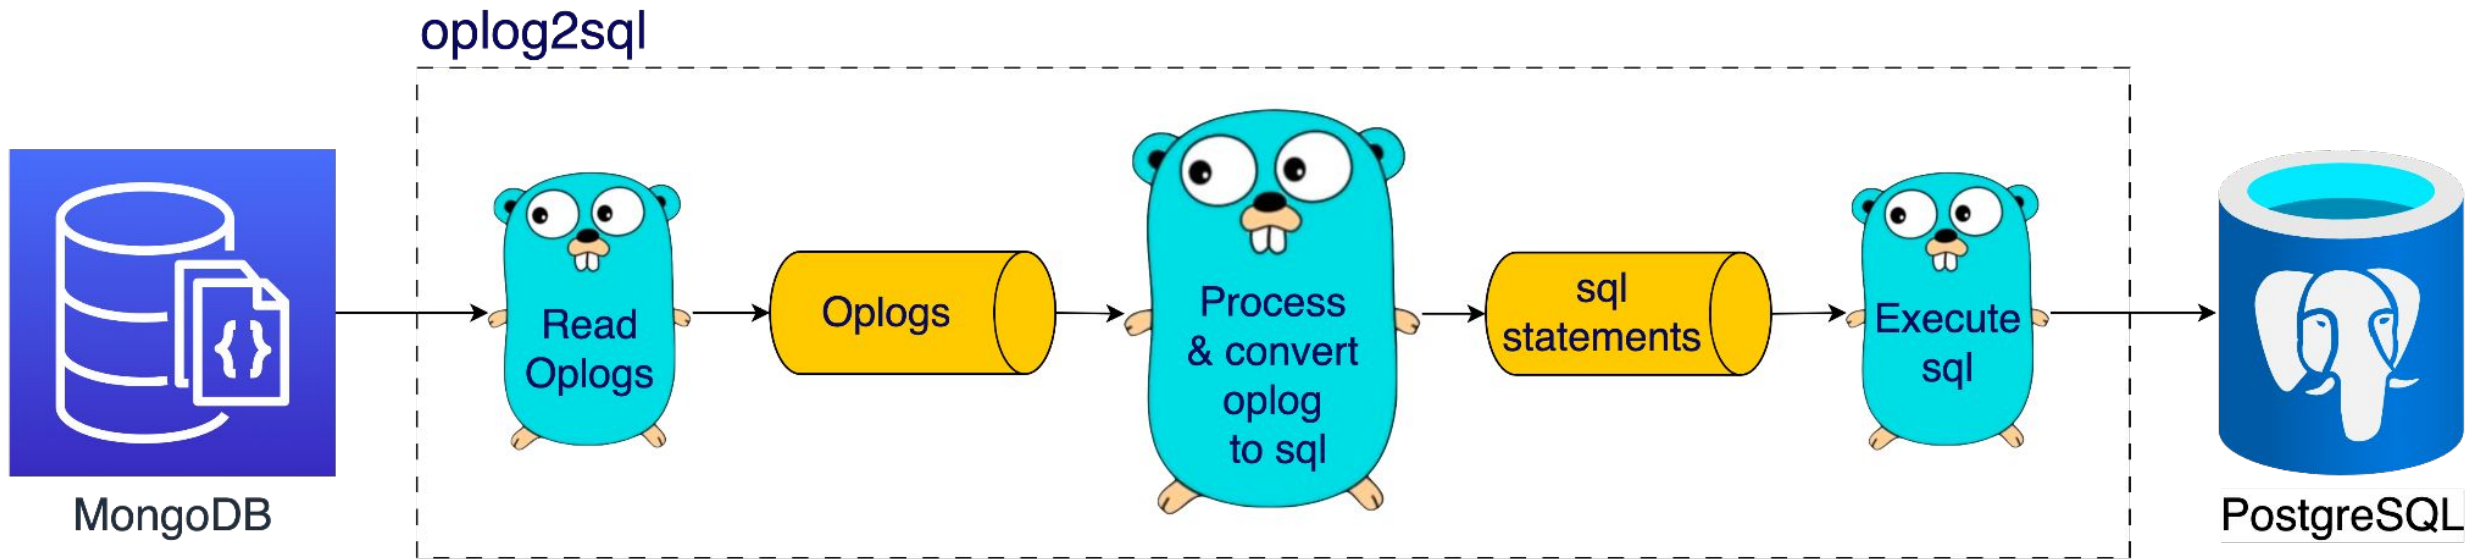 oplog2sql
MongoDB
{}
Read
Oplogs
Oplogs
Process
& convert
oplog
to sql
sql
statements
Execute
sql
PostgreSQL